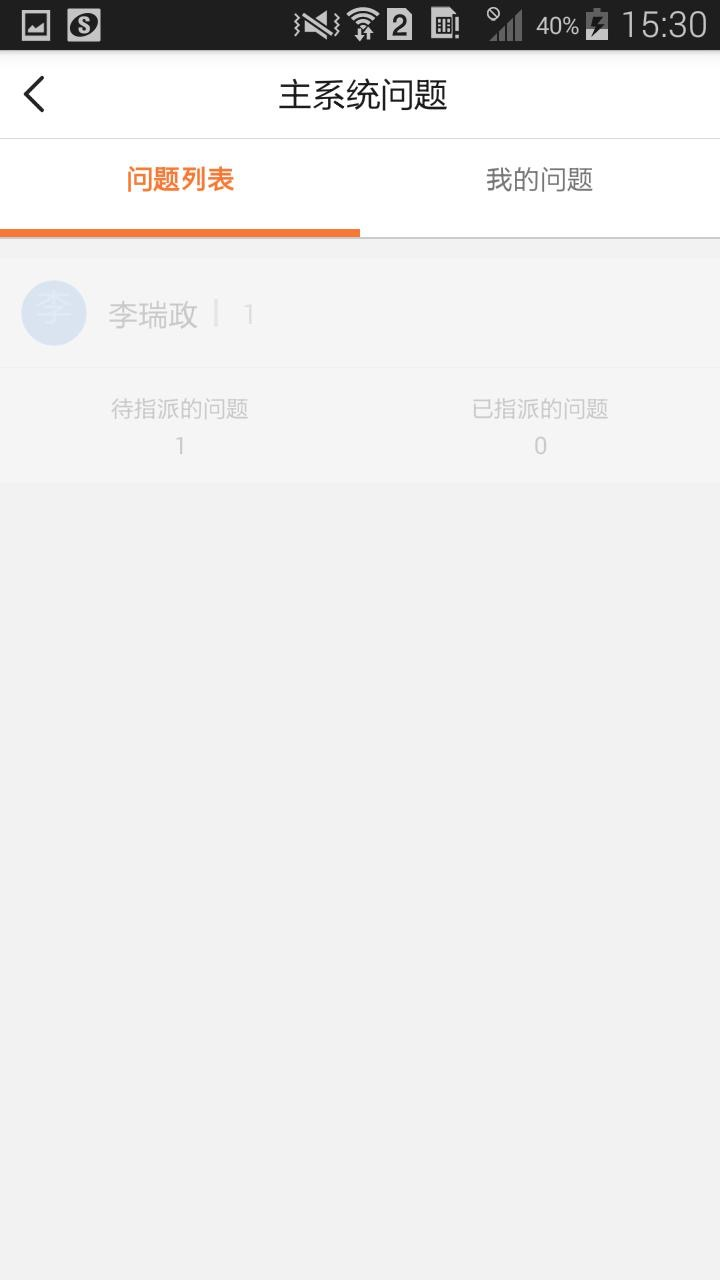 2 40% 15:30
主系统问题
问题列表 我的问题
李 李瑞政 1
待指派的问题 已指派的问题
1 0